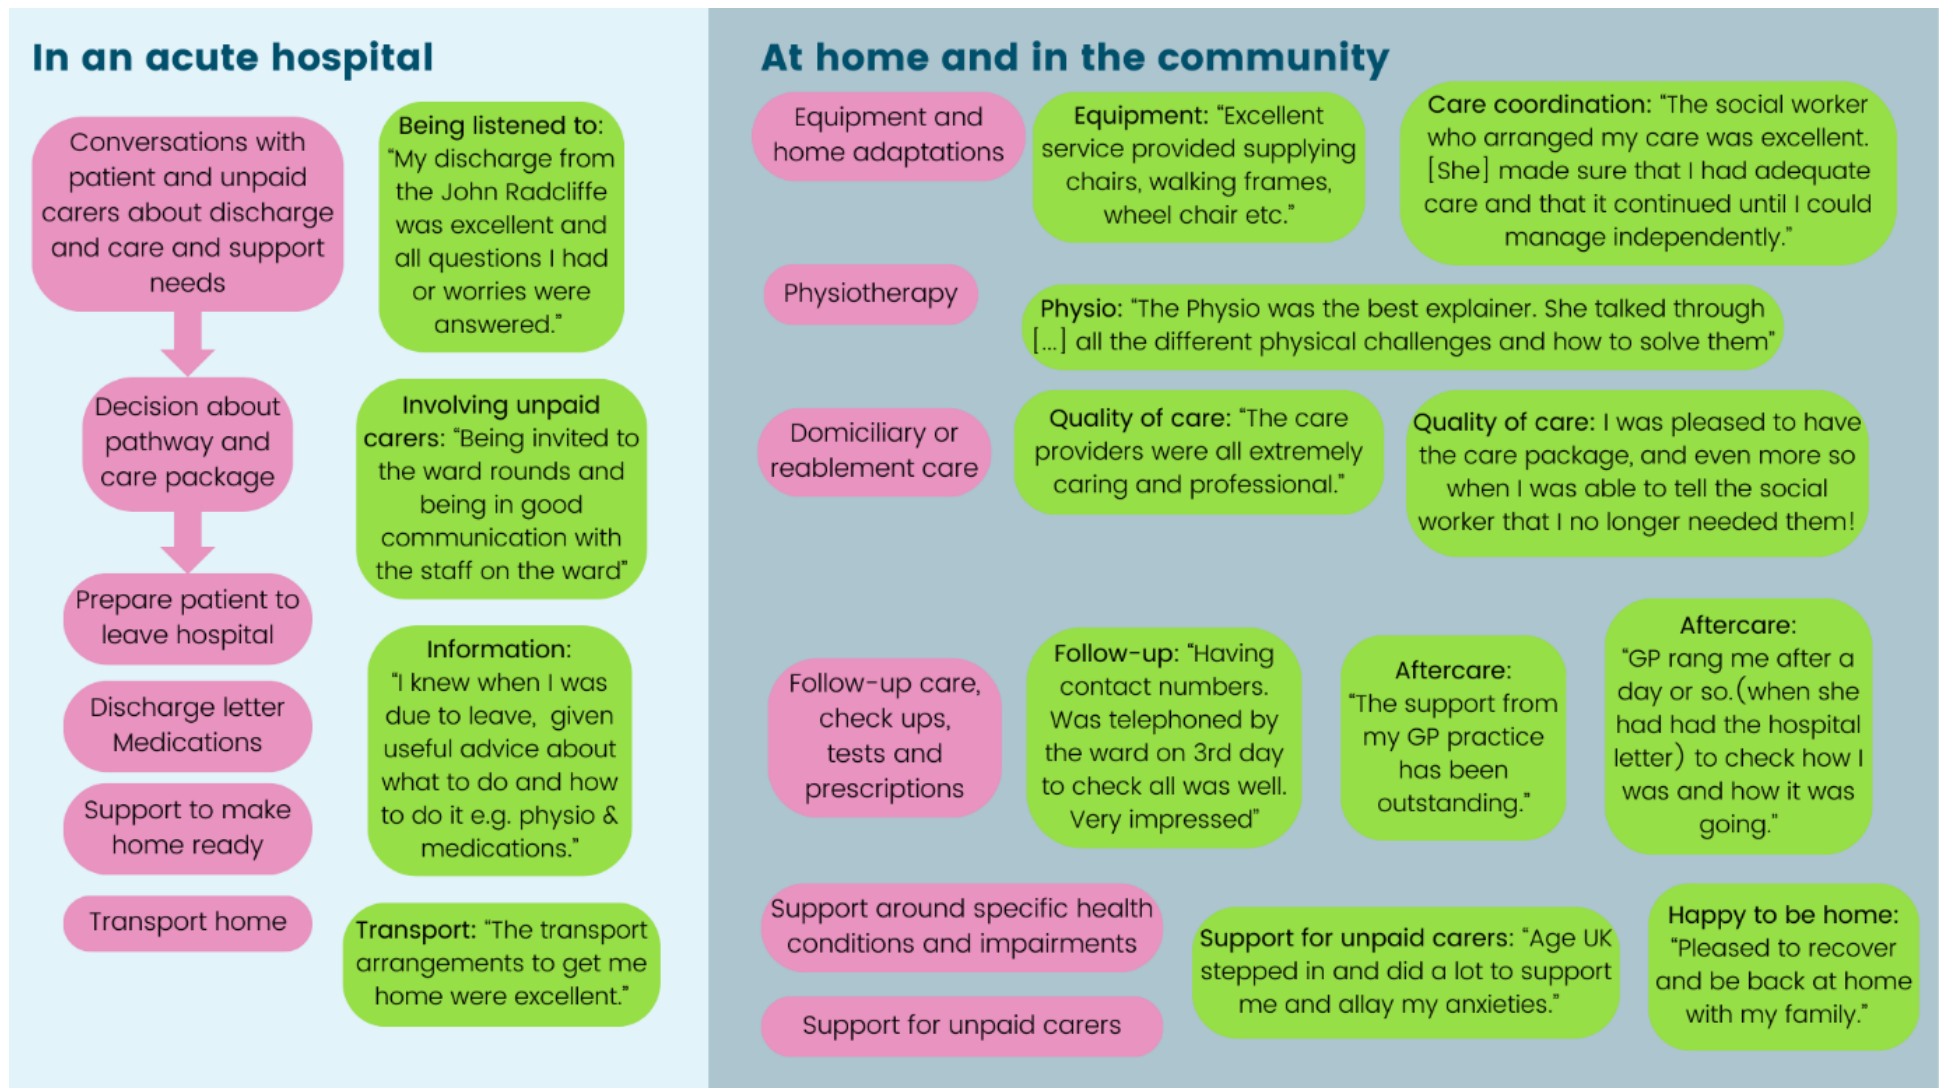 In an acute hospital
Conversations with
patient and unpaid
carers about discharge
and care and support
needs
Decision about
pathway and
care package
Prepare patient to
leave hospital
Discharge letter
Medications
Support to make
home ready
Transport home
Being listened to:
“My discharge from
the John Radcliffe
was excellent and
all questions I had
or worries were
answered.”
Involving unpaid
carers: “Being invited to
the ward rounds and
being in good
communication with
the staff on the ward”
Information:
“I knew when I was
due to leave, given
useful advice about
what to do and how
to do it e.g. physio &
medications.”
Transport: “The transport
arrangements to get me
home were excellent.”
At home and in the community
Equipment and
home adaptations
Equipment: “Excellent
service provided supplying
chairs, walking frames,
wheel chair etc.”
Care coordination: “The social worker
who arranged my care was excellent.
[She] made sure that I had adequate
care and that it continued until I could
manage independently.”
Physiotherapy
Physio: “The Physio was the best explainer. She talked through
[...] all the different physical challenges and how to solve them”
Domiciliary or
reablement care
Quality of care: “The care
providers were all extremely
caring and professional.”
Quality of care: I was pleased to have
the care package, and even more so
when I was able to tell the social
worker that I no longer needed them!
Follow-up care,
check ups,
tests and
prescriptions
Follow-up: “Having
contact numbers.
Was telephoned by
the ward on 3rd day
to check all was well.
Very impressed”
Aftercare:
“The support from
my GP practice
has been
outstanding.”
Aftercare:
“GP rang me after a
day or so.(when she
had had the hospital
letter) to check how I
was and how it was
going.”
Support around specific health
conditions and impairments
Support for unpaid carers
Support for unpaid carers: “Age UK
stepped in and did a lot to support
me and allay my anxieties.”
Happy to be home:
“Pleased to recover
and be back at home
with my family.”